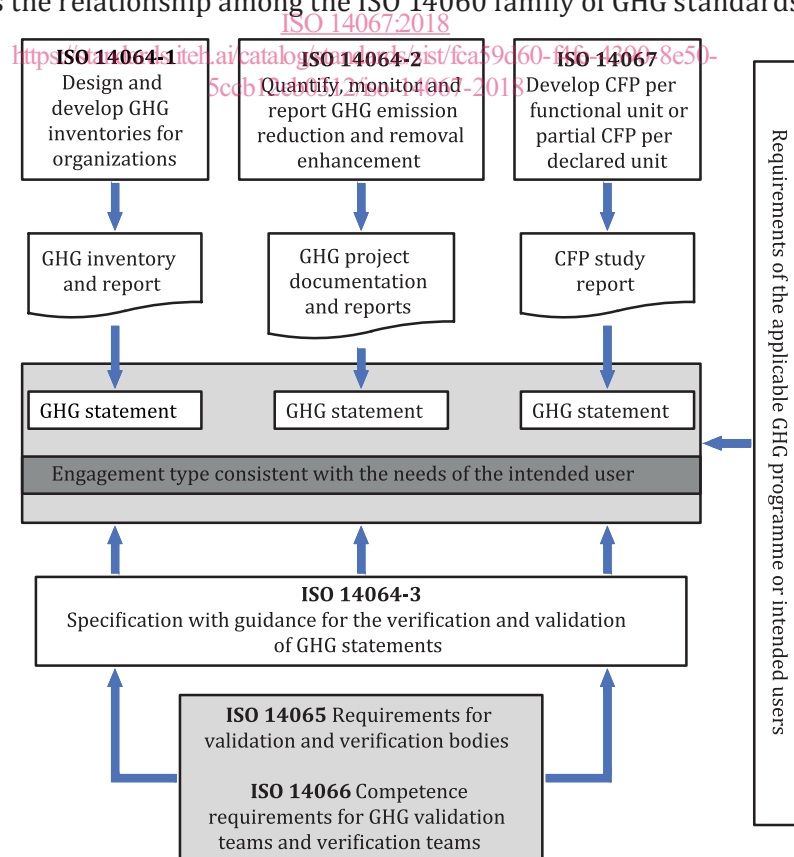 s the relationship among the ISO 14060 family of GHG standards
ISO 14067:2018
ISO 14064-1
Design and
develop GHG
inventories for
organizations
ISO 14064-2
Quantify, monitor and
report GHG emission
reduction and removal
enhancement
ISO 14067
Develop CFP per
functional unit or
partial CFP per
declared unit
GHG inventory
and report
GHG project
documentation
and reports
CFP study
report
GHG statement
GHG statement
GHG statement
Engagement type consistent with the needs of the intended user
ISO 14064-3
Specification with guidance for the verification and validation
of GHG statements
ISO 14065 Requirements for
validation and verification bodies
ISO 14066 Competence
requirements for GHG validation
teams and verification teams
Requirements of the applicable GHG programme or intended users